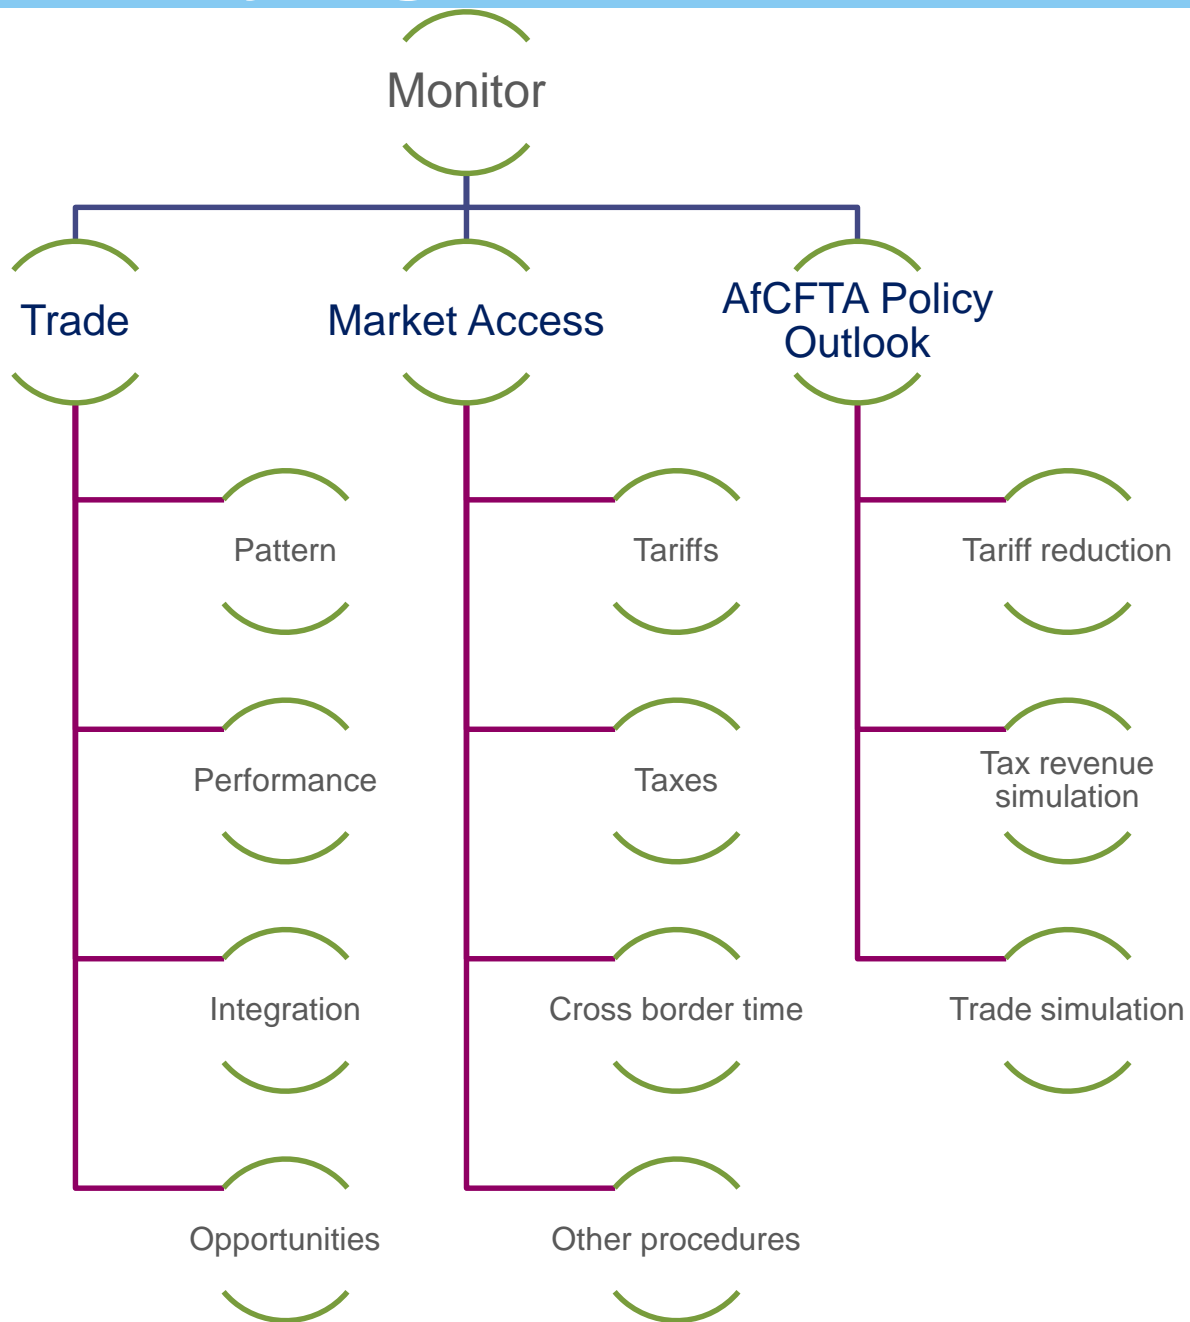 Monitor
Trade
Market Access
AfCFTA Policy
Outlook
Pattern
Tariffs
Tariff reduction
Performance
Taxes
Tax revenue
simulation
Integration
Cross border time
Trade simulation
Opportunities
Other procedures